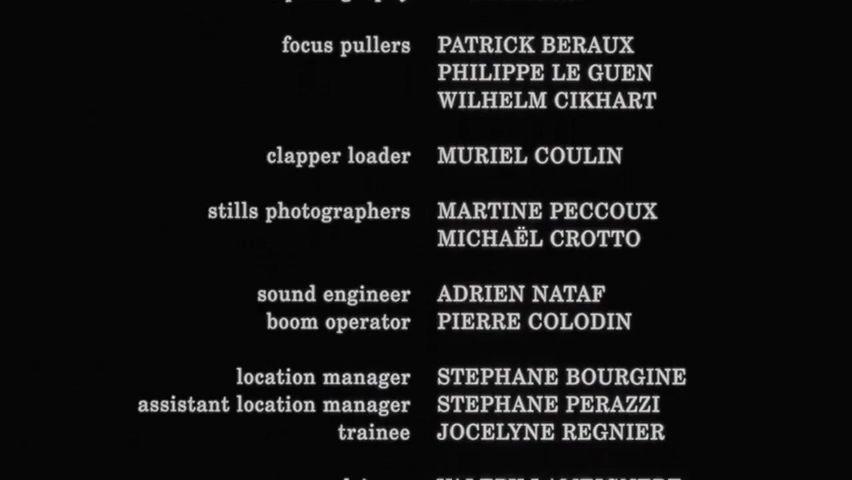 focus pullers PATRICK BERAUX
PHILIPPE LE GUEN
WILHELM CIKHART
clapper loader MURIEL COULIN
stills photographers MARTINE PECCOUX
MICHAËL CROTTO
sound engineer ADRIEN NATAF
boom operator PIERRE COLODIN
location manager STEPHANE BOURGINE
assistant location manager STEPHANE PERAZZI
trainee JOCELYNE REGNIER